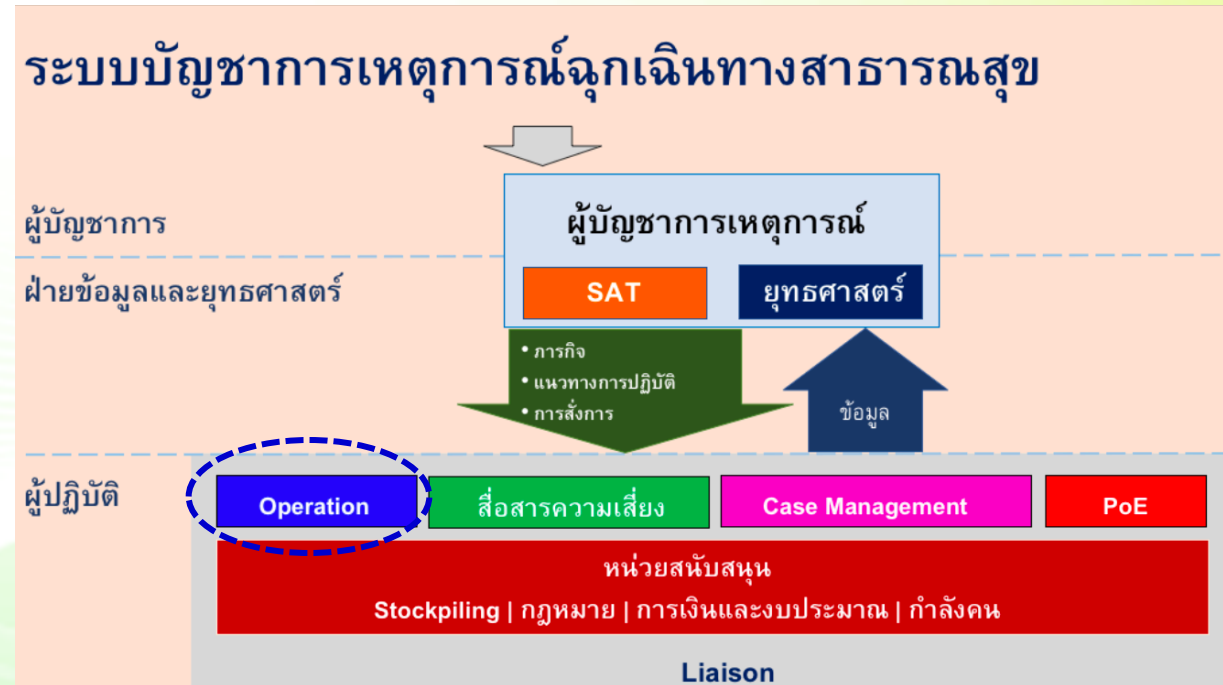 ระบบบัญชาการเหตุการณ์ฉุกเฉินทางสาธารณสุข
ผู้บัญชาการ
ผู้บัญชาการเหตุการณ์
ฝ่ายข้อมูลและยุทธศาสตร์
SAT
ยุทธศาสตร์
• ภารกิจ
• แนวทางการปฏิบัติ
• การสั่งการ
ข้อมูล
ผู้ปฏิบัติ
Operation
สื่อสารความเสี่ยง
Case Management
PoE
หน่วยสนับสนุน
Stockpiling | กฎหมาย | การเงินและงบประมาณ | กำลังคน
Liaison